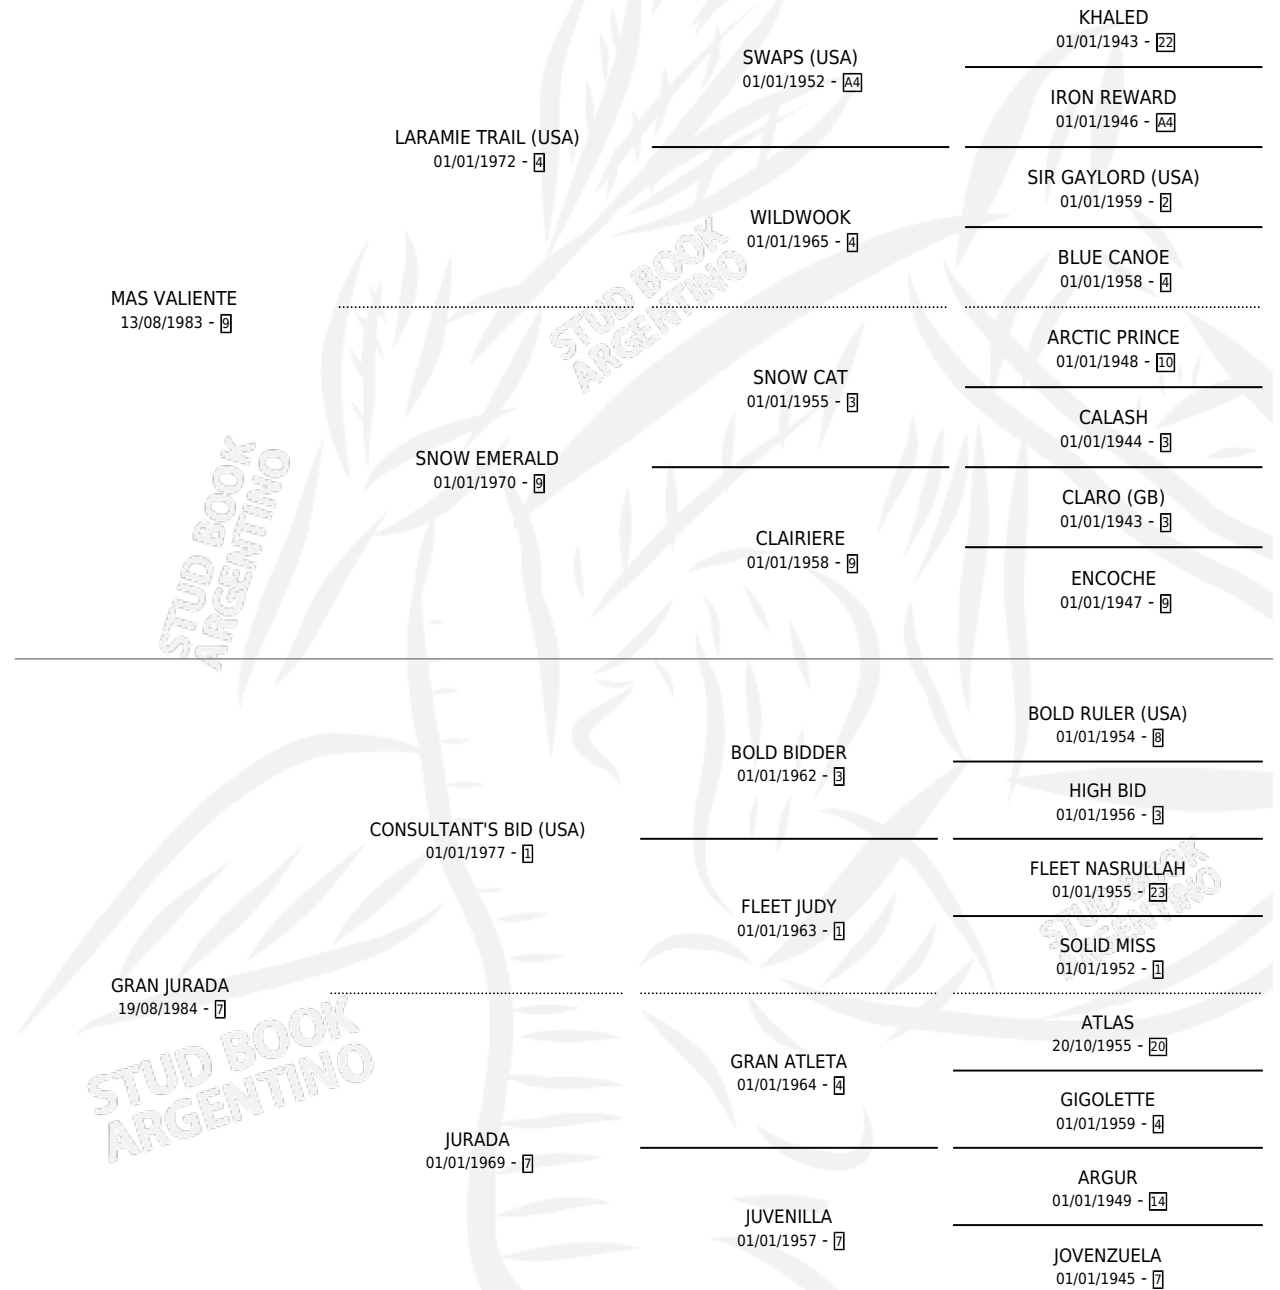 KHALED
01/01/1943 - 22
SWAPS (USA)
01/01/1952 - A4
IRON REWARD
01/01/1946 - A4
LARAMIE TRAIL (USA)
01/01/1972 - 4
SIR GAYLORD (USA)
01/01/1959 - 2
WILDWOOK
01/01/1965 - 4
BLUE CANOE
01/01/1958 - 4
MAS VALIENTE
13/08/1983 - 9
STUD BOOK
ARGENTINO
ARCTIC PRINCE
01/01/1948 - 10
SNOW CAT
01/01/1955 - 3
CALASH
01/01/1944 - 3
SNOW EMERALD
01/01/1970 - 9
CLARO (GB)
01/01/1943 - 3
CLAIRIERE
01/01/1958 - 9
ENCOCHE
01/01/1947 - 9
STUD BOOK
ARGENTINO
BOLD RULER (USA)
01/01/1954 - 8
BOLD BIDDER
01/01/1962 - 3
HIGH BID
01/01/1956 - 3
CONSULTANT'S BID (USA)
01/01/1977 - 1
FLEET NASRULLAH
01/01/1955 - 23
FLEET JUDY
01/01/1963 - 1
STUD BOOK
ARGENTINO
SOLID MISS
01/01/1952 - 1
GRAN JURADA
19/08/1984 - 7
STUD BOOK
ARGENTINO
ATLAS
20/10/1955 - 20
GRAN ATLETA
01/01/1964 - 4
GIGOLETTE
01/01/1959 - 4
JURADA
01/01/1969 - 7
ARGUR
01/01/1949 - 14
JUVENILLA
01/01/1957 - 7
JOVENZUELA
01/01/1945 - 7